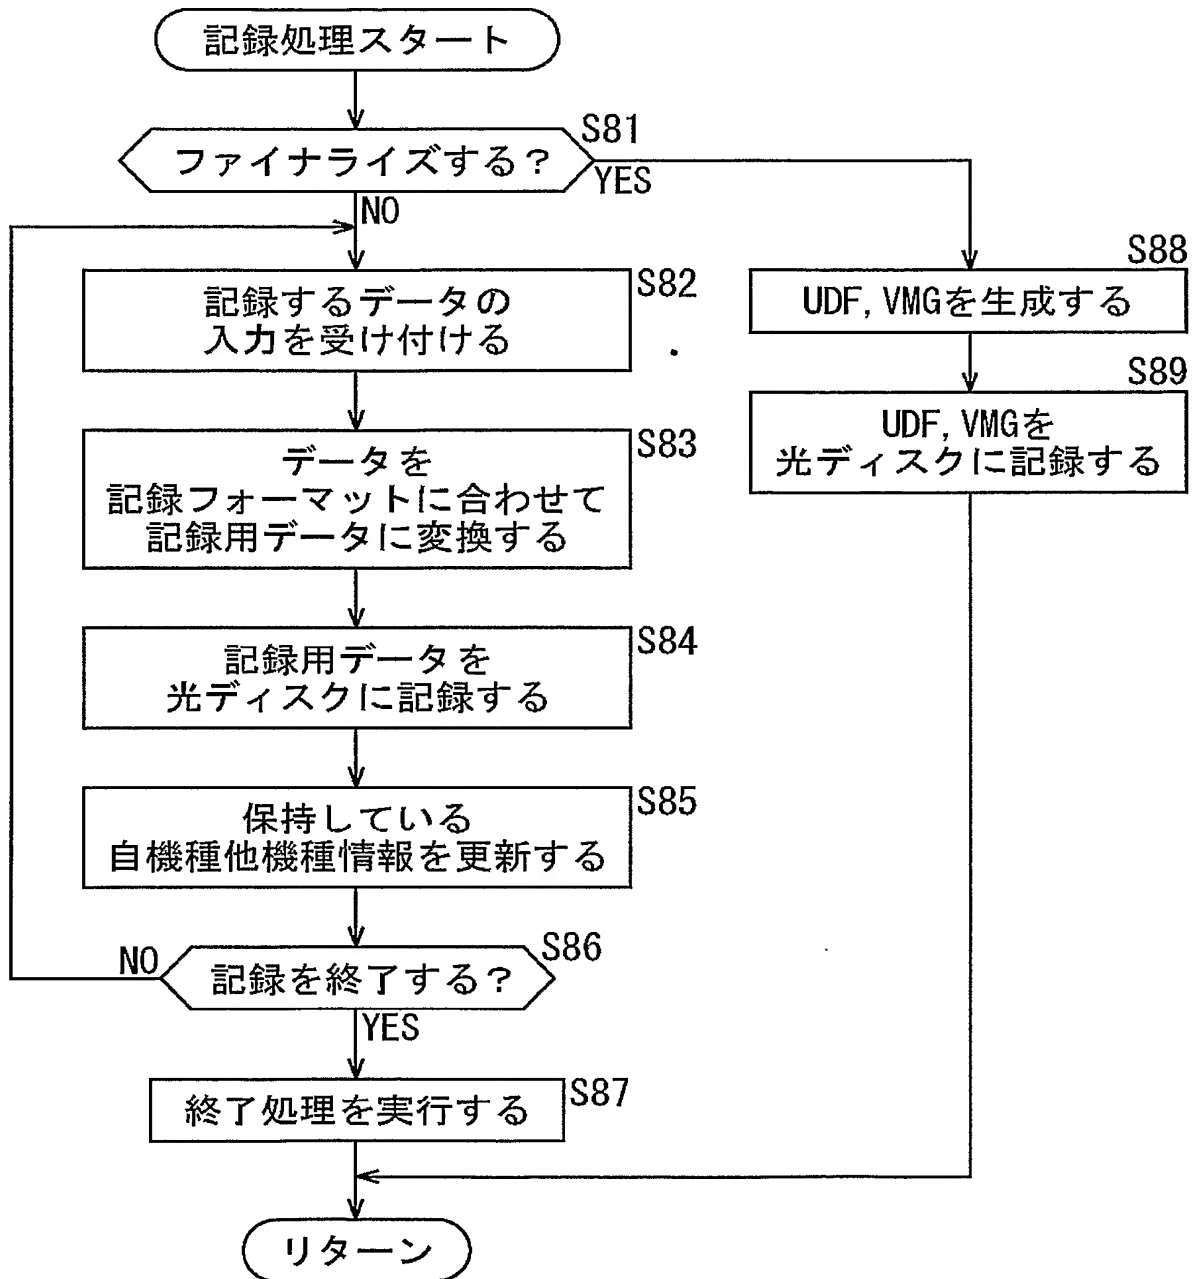 記録処理スタート
S81
ファイナライズする？
YES
NO
S82
記録するデータの
入力を受け付ける
S83
データを
記録フォーマットに合わせて
記録用データに変換する
S84
記録用データを
光ディスクに記録する
S85
保持している
自機種他機種情報を更新する
S86
NO
記録を終了する？
YES
S87
終了処理を実行する
S88
UDF, VMGを生成する
S89
UDF, VMGを
光ディスクに記録する
リターン